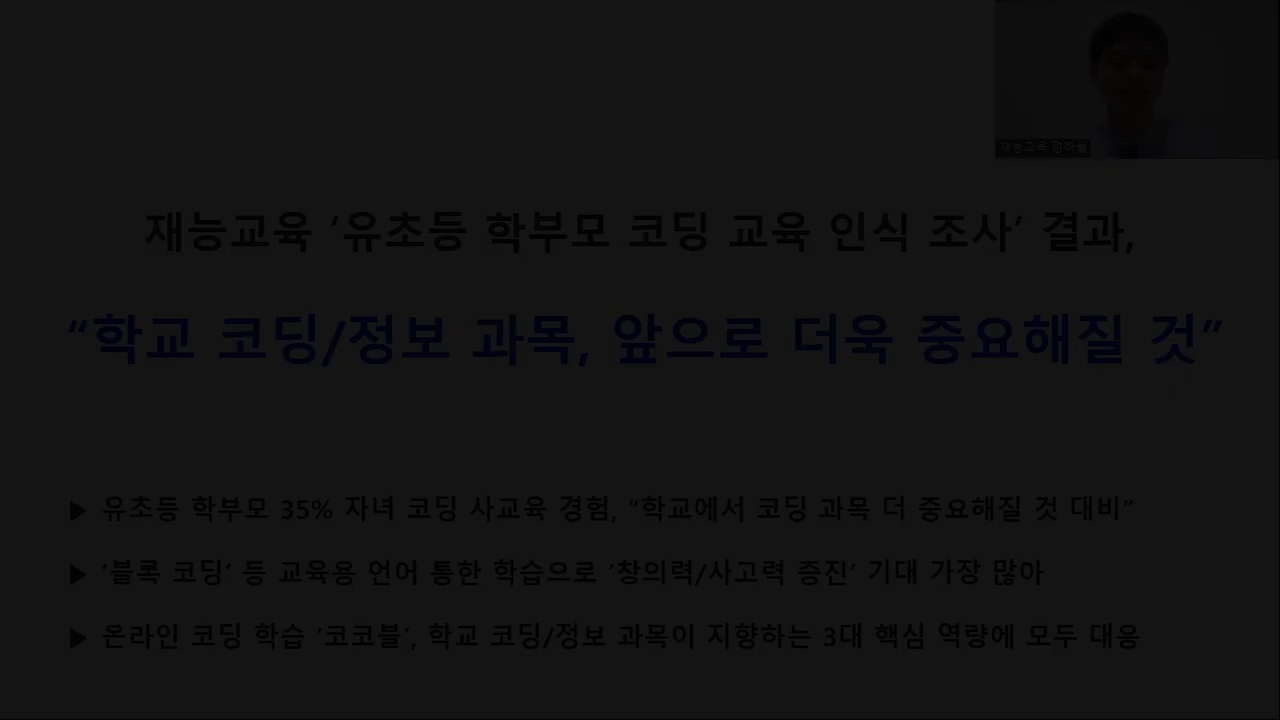 재능교육 정하늘
재능교육 ‘유초등 학부모 코딩 교육 인식 조사’ 결과,
“학교 코딩/정보 과목, 앞으로 더욱 중요해질 것”
▶ 유초등 학부모 35% 자녀 코딩 사교육 경험, “학교에서 코딩 과목 더 중요해질 것 대비”
▶ ‘블록 코딩’ 등 교육용 언어 통한 학습으로 ‘창의력/사고력 증진’ 기대 가장 많아
▶ 온라인 코딩 학습 ‘코코블’, 학교 코딩/정보 과목이 지향하는 3대 핵심 역량에 모두 대응